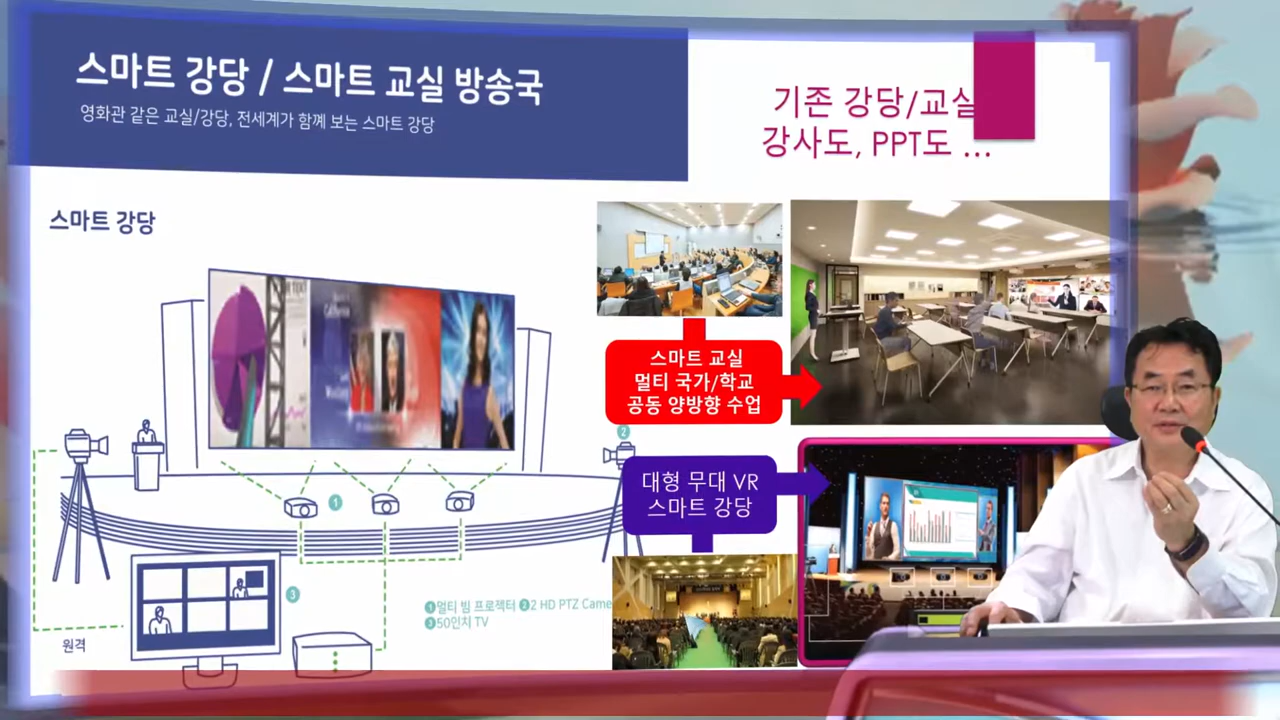 스마트 강당 / 스마트 교실 방송국
영화관 같은 교실/강당, 전세계가 함께 보는 스마트 강당
기존 강당/교실
강사도, PPT도 ...
스마트 강당
스마트 교실
멀티 국가/학교
공동 양방향 수업
대형 무대 VR
스마트 강당
2
1
3
❶멀티 빔 프로젝터 ❷2 HD PTZ Came
❸50인치 TV
원격